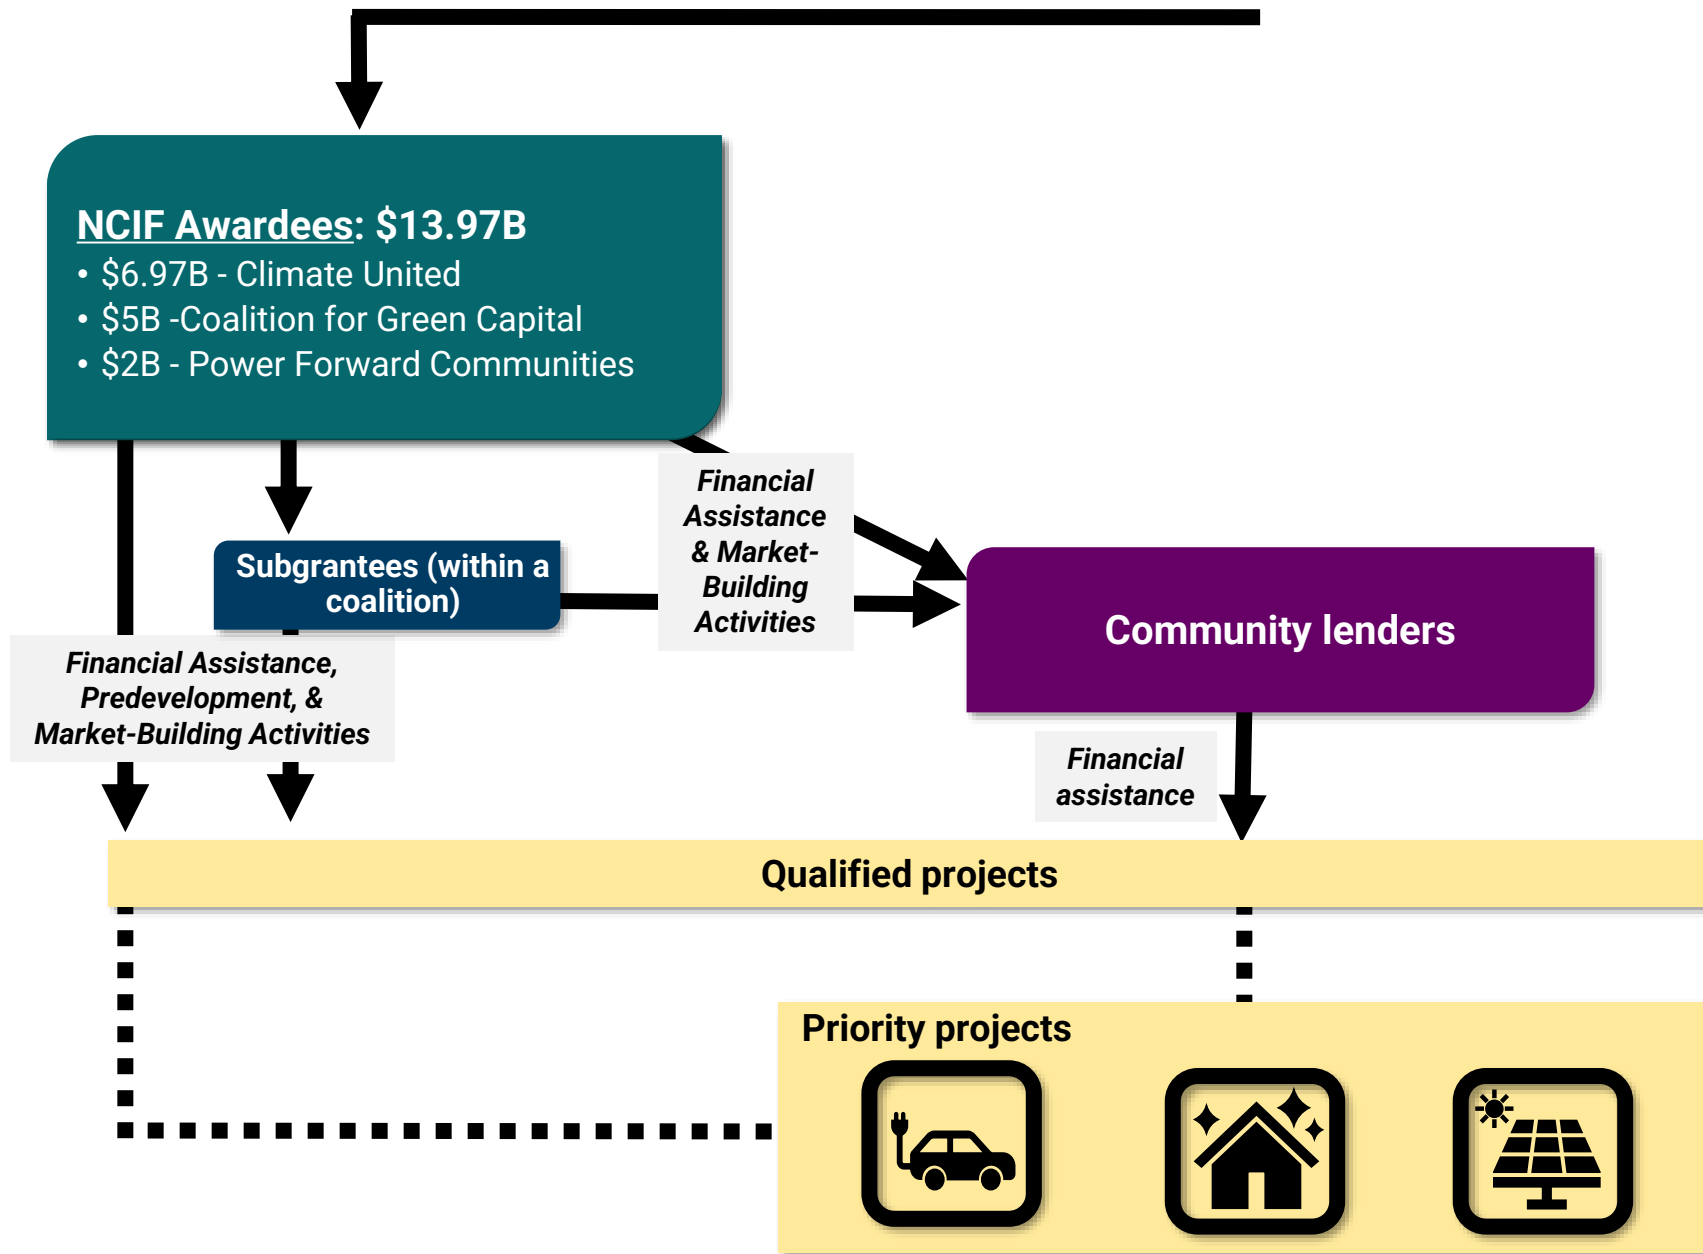 NCIF Awardees: $13.97B
• $6.97B - Climate United
• $5B -Coalition for Green Capital
• $2B - Power Forward Communities
Financial
Assistance
& Market-
Building
Activities
Subgrantees (within a
coalition)
Community lenders
Financial Assistance,
Predevelopment, &
Market-Building Activities
Financial
assistance
Qualified projects
Priority projects